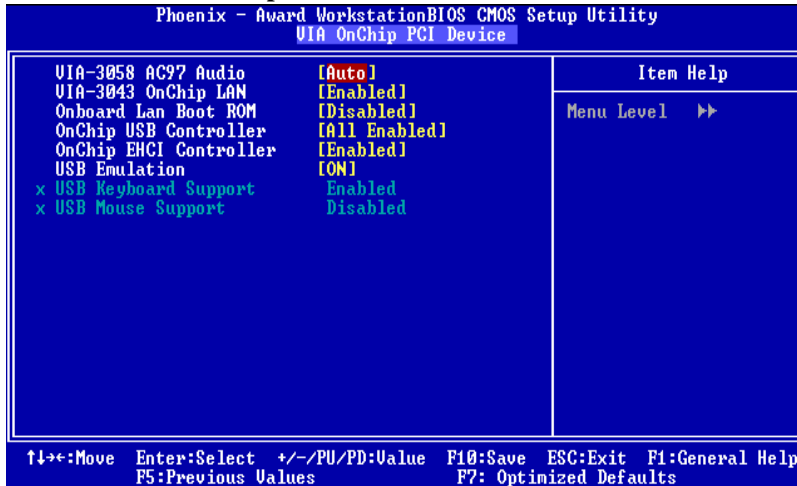 Phoenix - Award WorkstationBIOS CMOS Setup Utility
VIA OnChip PCI Device
VIA-3058 AC97 Audio [Auto]
VIA-3043 OnChip LAN [Enabled]
Onboard Lan Boot ROM [Disabled]
OnChip USB Controller [All Enabled]
OnChip EHCI Controller [Enabled]
USB Emulation [ON]
x USB Keyboard Support Enabled
x USB Mouse Support Disabled
Item Help
Menu Level ▸▸
↑↓→←:Move Enter:Select +/-/PU/PD:Value F10:Save ESC:Exit F1:General Help
F5:Previous Values F7: Optimized Defaults